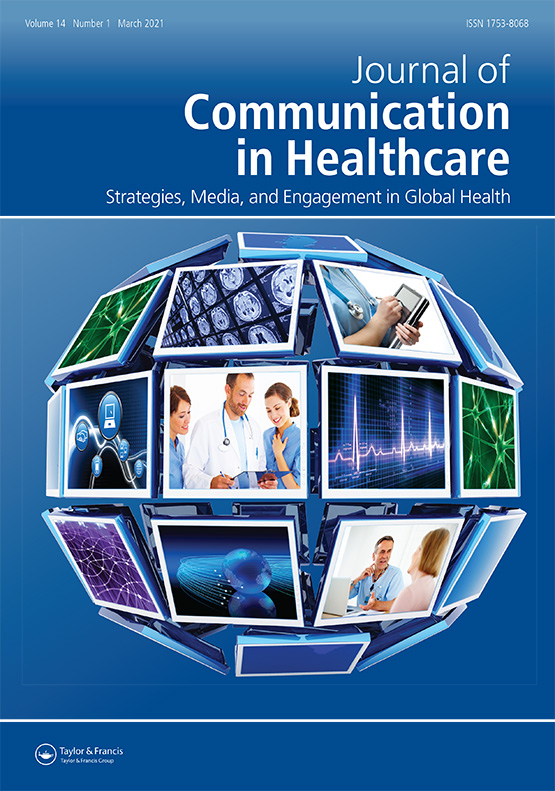 Volume 14 Number 1 March 2021 ISSN 1753-8068
Journal of
Communication
in Healthcare
Strategies, Media, and Engagement in Global Health
Taylor & Francis
Taylor & Francis Group